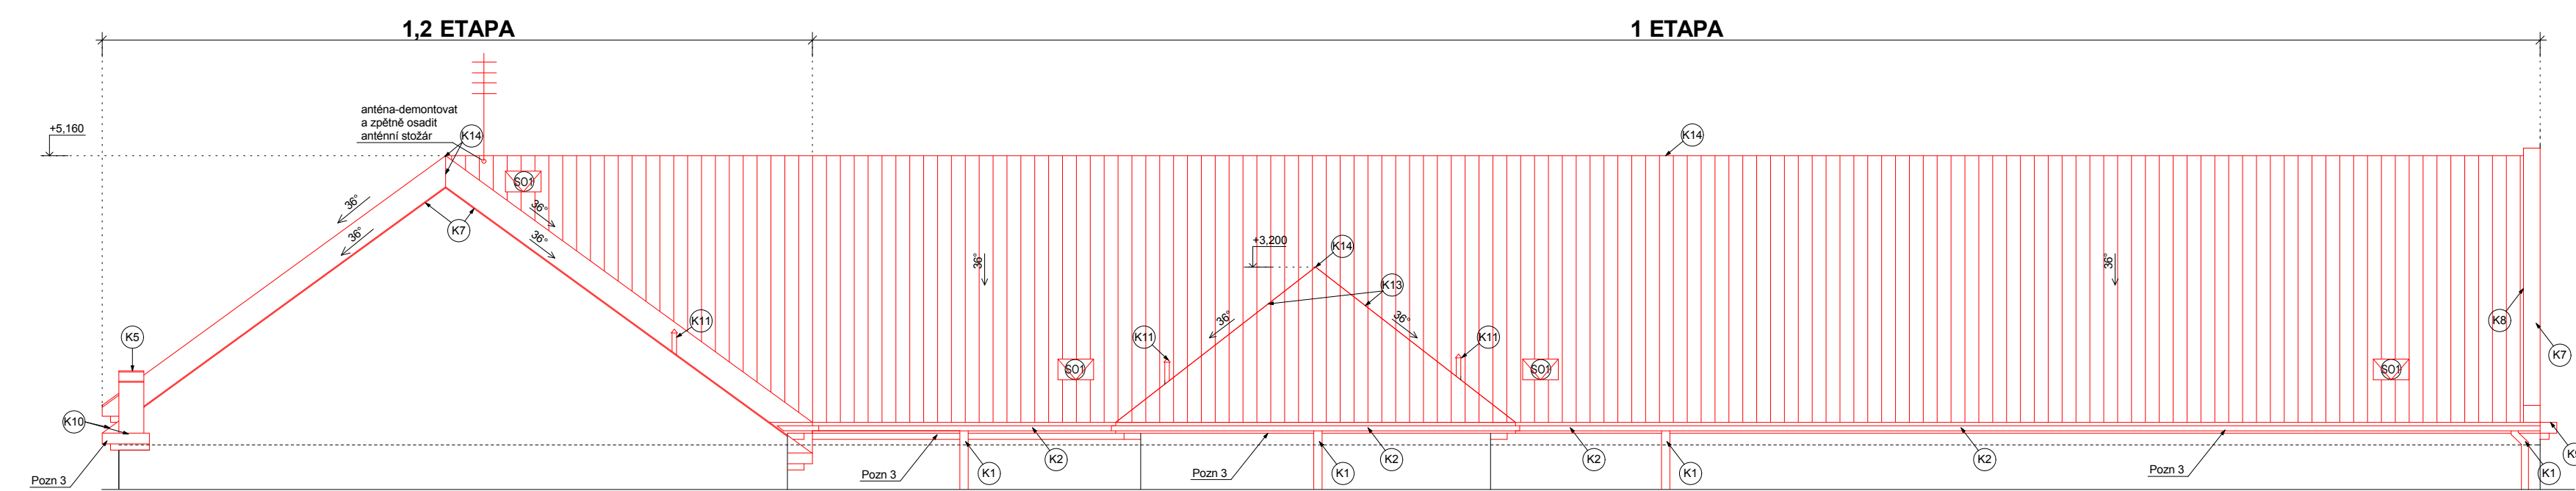 1,2 ETAPA
1 ETAPA
anténa-demontovat
a zpětně osadit
anténní stožár
+5,160
K14
K14
SO1
36°
36°
36°
36°
K7
+3,200
K14
36°
36°
K13
K8
36°
36°
K5
K11
K11
K11
K7
SO1
SO1
SO1
K10
K2
K2
K2
K2
Pozn 3
Pozn 3
K1
Pozn 3
K1
K1
Pozn 3
K1